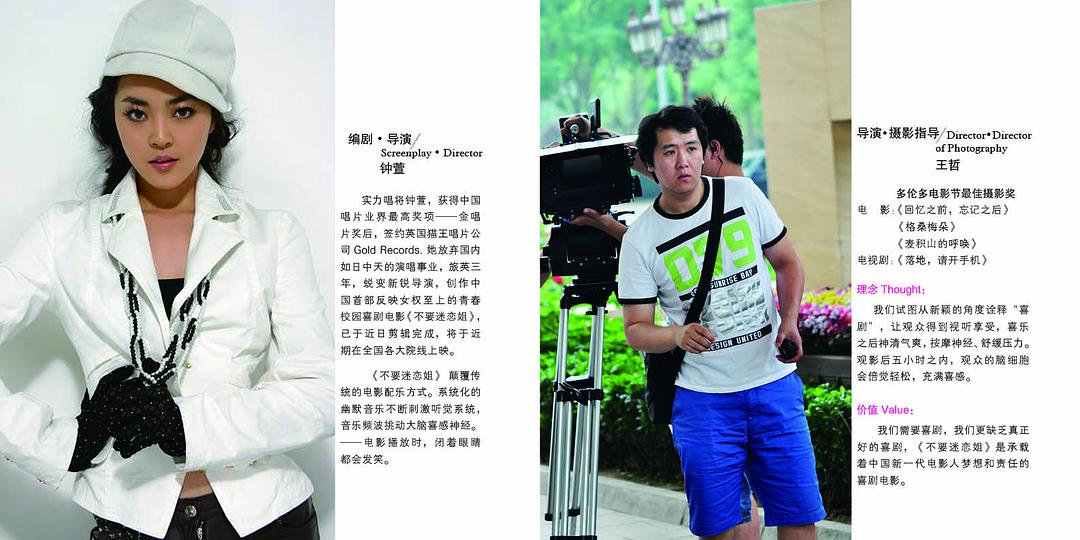 编剧·导演/
Screenplay • Director
钟萱
实力唱将钟萱，获得中国
唱片业界最高奖项——金唱
片奖后，签约英国猫王唱片公
司 Gold Records. 她放弃国内
如日中天的演唱事业，旅英三
年，蜕变新锐导演，创作中
国首部反映女权至上的青春
校园喜剧电影《不要迷恋姐》，
已于近日剪辑完成，将于近
期在全国各大院线上映。
《不要迷恋姐》 颠覆传
统的电影配乐方式。系统化的
幽默音乐不断刺激听觉系统，
音乐频波挑动大脑喜感神经。
——电影播放时，闭着眼睛
都会发笑。
导演·摄影指导/Director•Director
of Photography
王哲
多伦多电影节最佳摄影奖
电 影：《回忆之前，忘记之后》
《格桑梅朵》
《麦积山的呼唤》
电视剧：《落地，请开手机》
理念 Thought：
我们试图从新颖的角度诠释“喜
剧”，让观众得到视听享受，喜乐
之后神清气爽，按摩神经、舒缓压力。
观影后五小时之内，观众的脑细胞
会倍觉轻松，充满喜感。
价值 Value：
我们需要喜剧，我们更缺乏真正
好的喜剧，《不要迷恋姐》是承载
着中国新一代电影人梦想和责任的
喜剧电影。
079
SUNRISE BAY
DESIGN UNITED